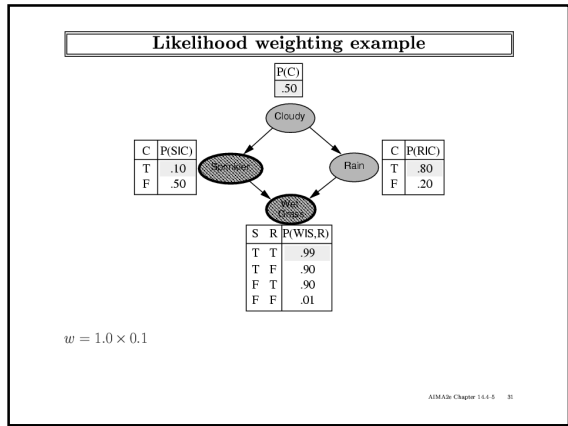 Likelihood weighting example
P(C)
.50
Cloudy
C P(S|C)
T .10
F .50
Sprinkler
Rain
C P(R|C)
T .80
F .20
Wet
Grass
S R P(W|S,R)
T T .99
T F .90
F T .90
F F .01
w = 1.0 × 0.1
AIMA2e Chapter 14.4-5 31